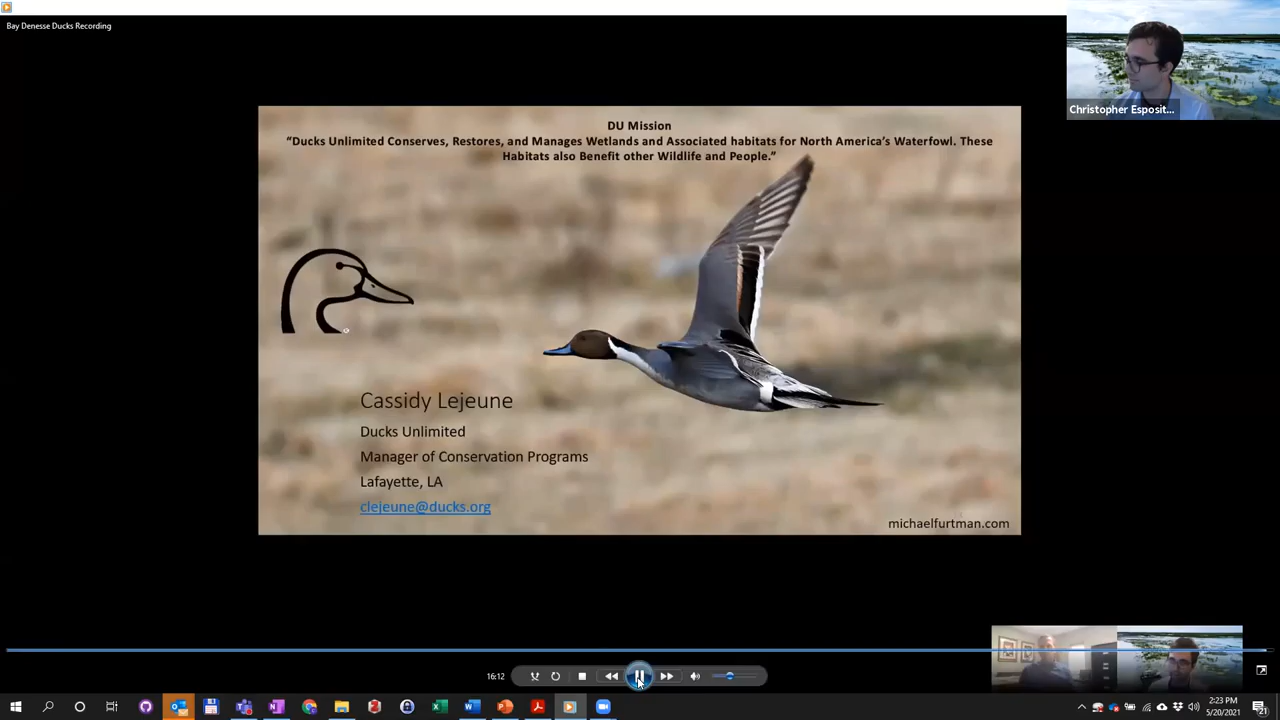 Bay Denesse Ducks Recording
Christopher Esposit...
DU Mission
“Ducks Unlimited Conserves, Restores, and Manages Wetlands and Associated habitats for North America’s Waterfowl. These
Habitats also Benefit other Wildlife and People.”
Cassidy Lejeune
Ducks Unlimited
Manager of Conservation Programs
Lafayette, LA
clejeune@ducks.org
michaelfurtman.com
16:12
2:23 PM
5/20/2021